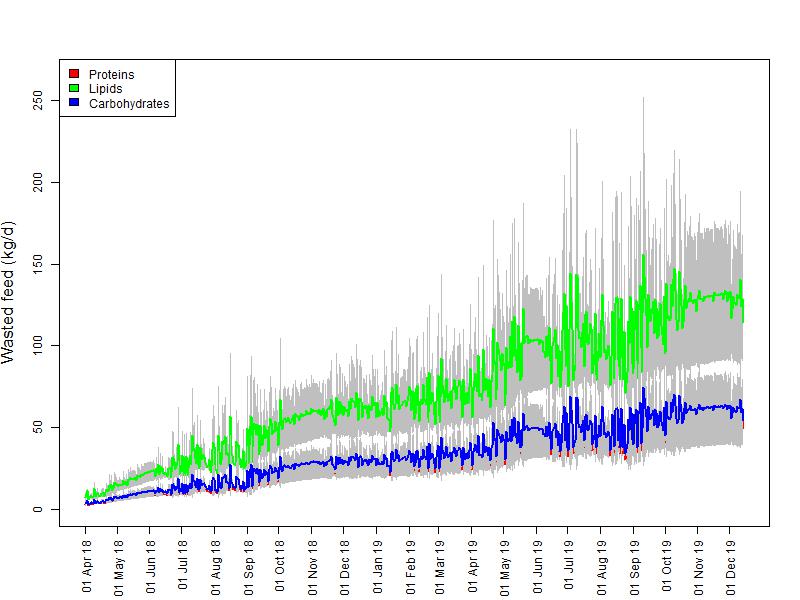 Proteins
Lipids
Carbohydrates
Wasted feed (kg/d)
250
200
150
100
50
0
01 Apr 18
01 May 18
01 Jun 18
01 Jul 18
01 Aug 18
01 Sep 18
01 Oct 18
01 Nov 18
01 Dec 18
01 Jan 19
01 Feb 19
01 Mar 19
01 Apr 19
01 May 19
01 Jun 19
01 Jul 19
01 Aug 19
01 Sep 19
01 Oct 19
01 Nov 19
01 Dec 19